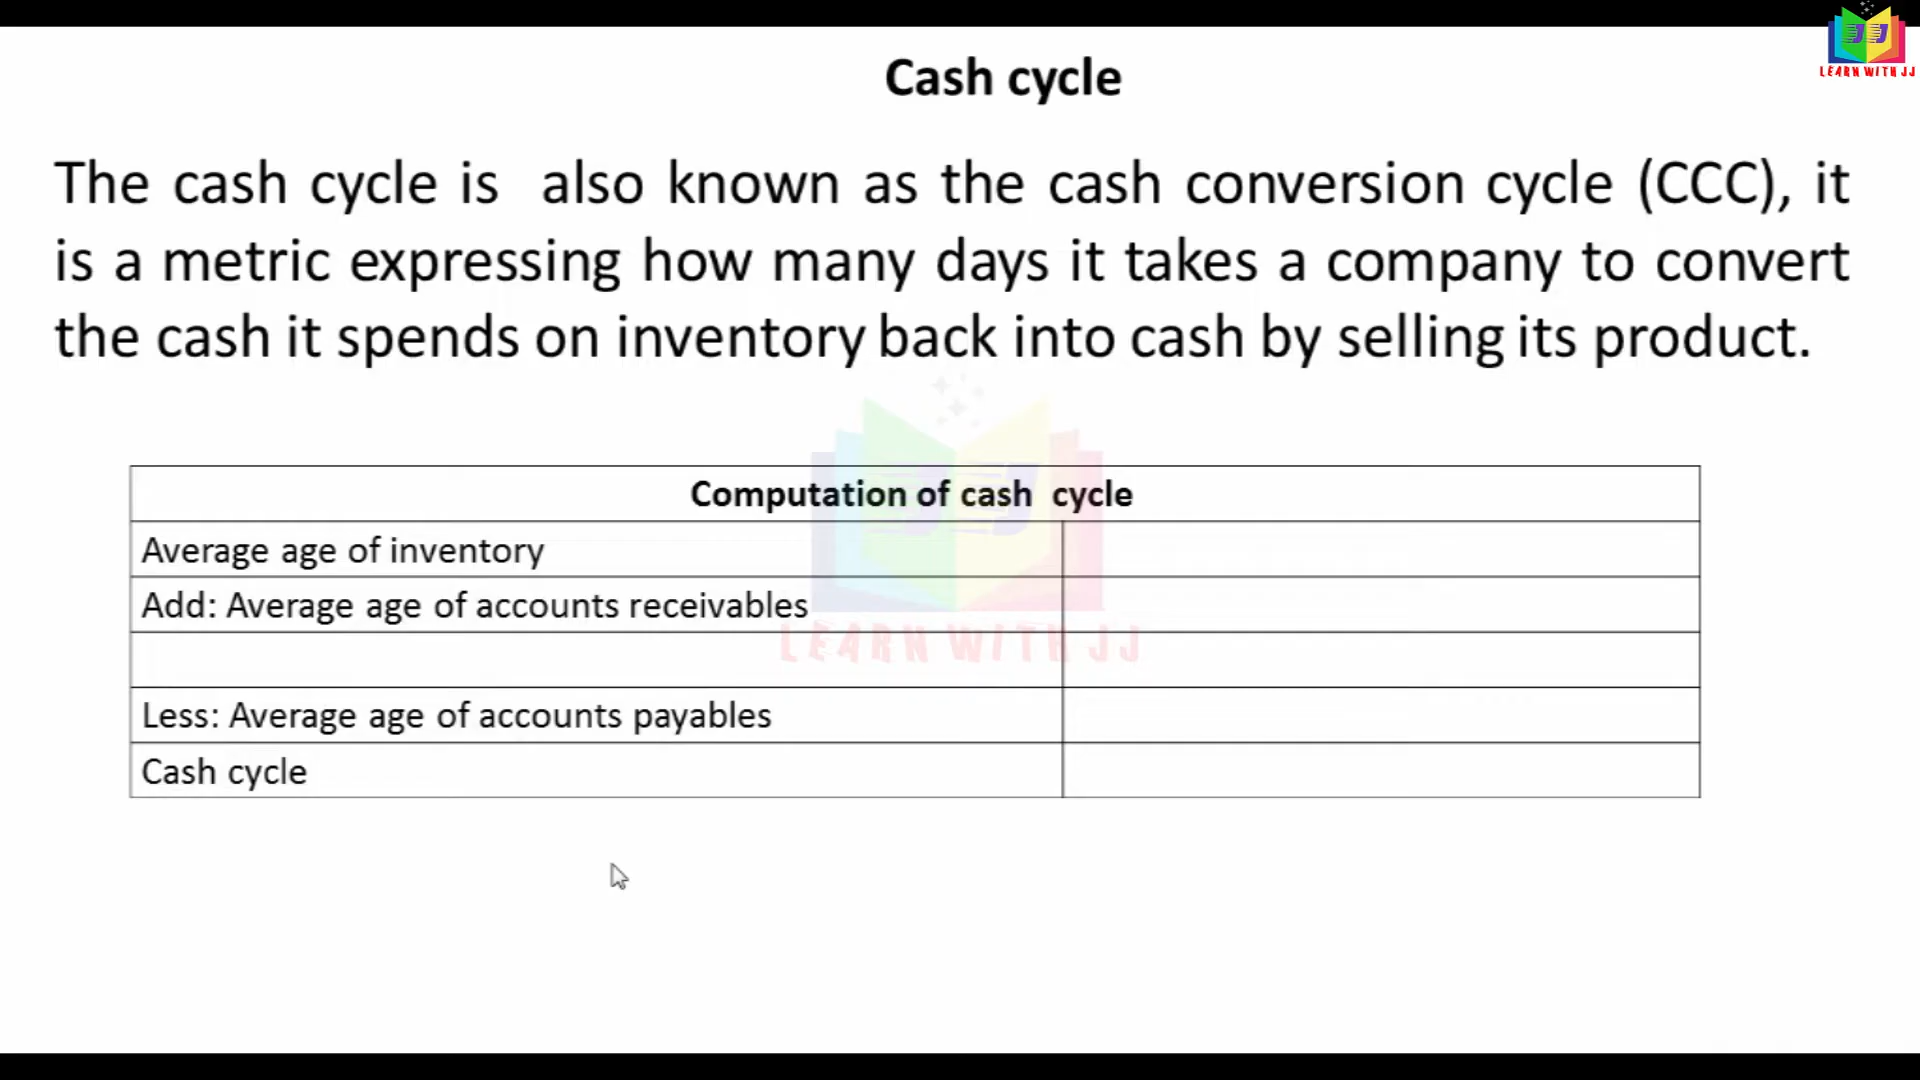 LEARN WITH JJ
Cash cycle
The cash cycle is also known as the cash conversion cycle (CCC), it
is a metric expressing how many days it takes a company to convert
the cash it spends on inventory back into cash by selling its product.
Computation of cash cycle
Average age of inventory
Add: Average age of accounts receivables
LEARN WITH JJ
Less: Average age of accounts payables
Cash cycle